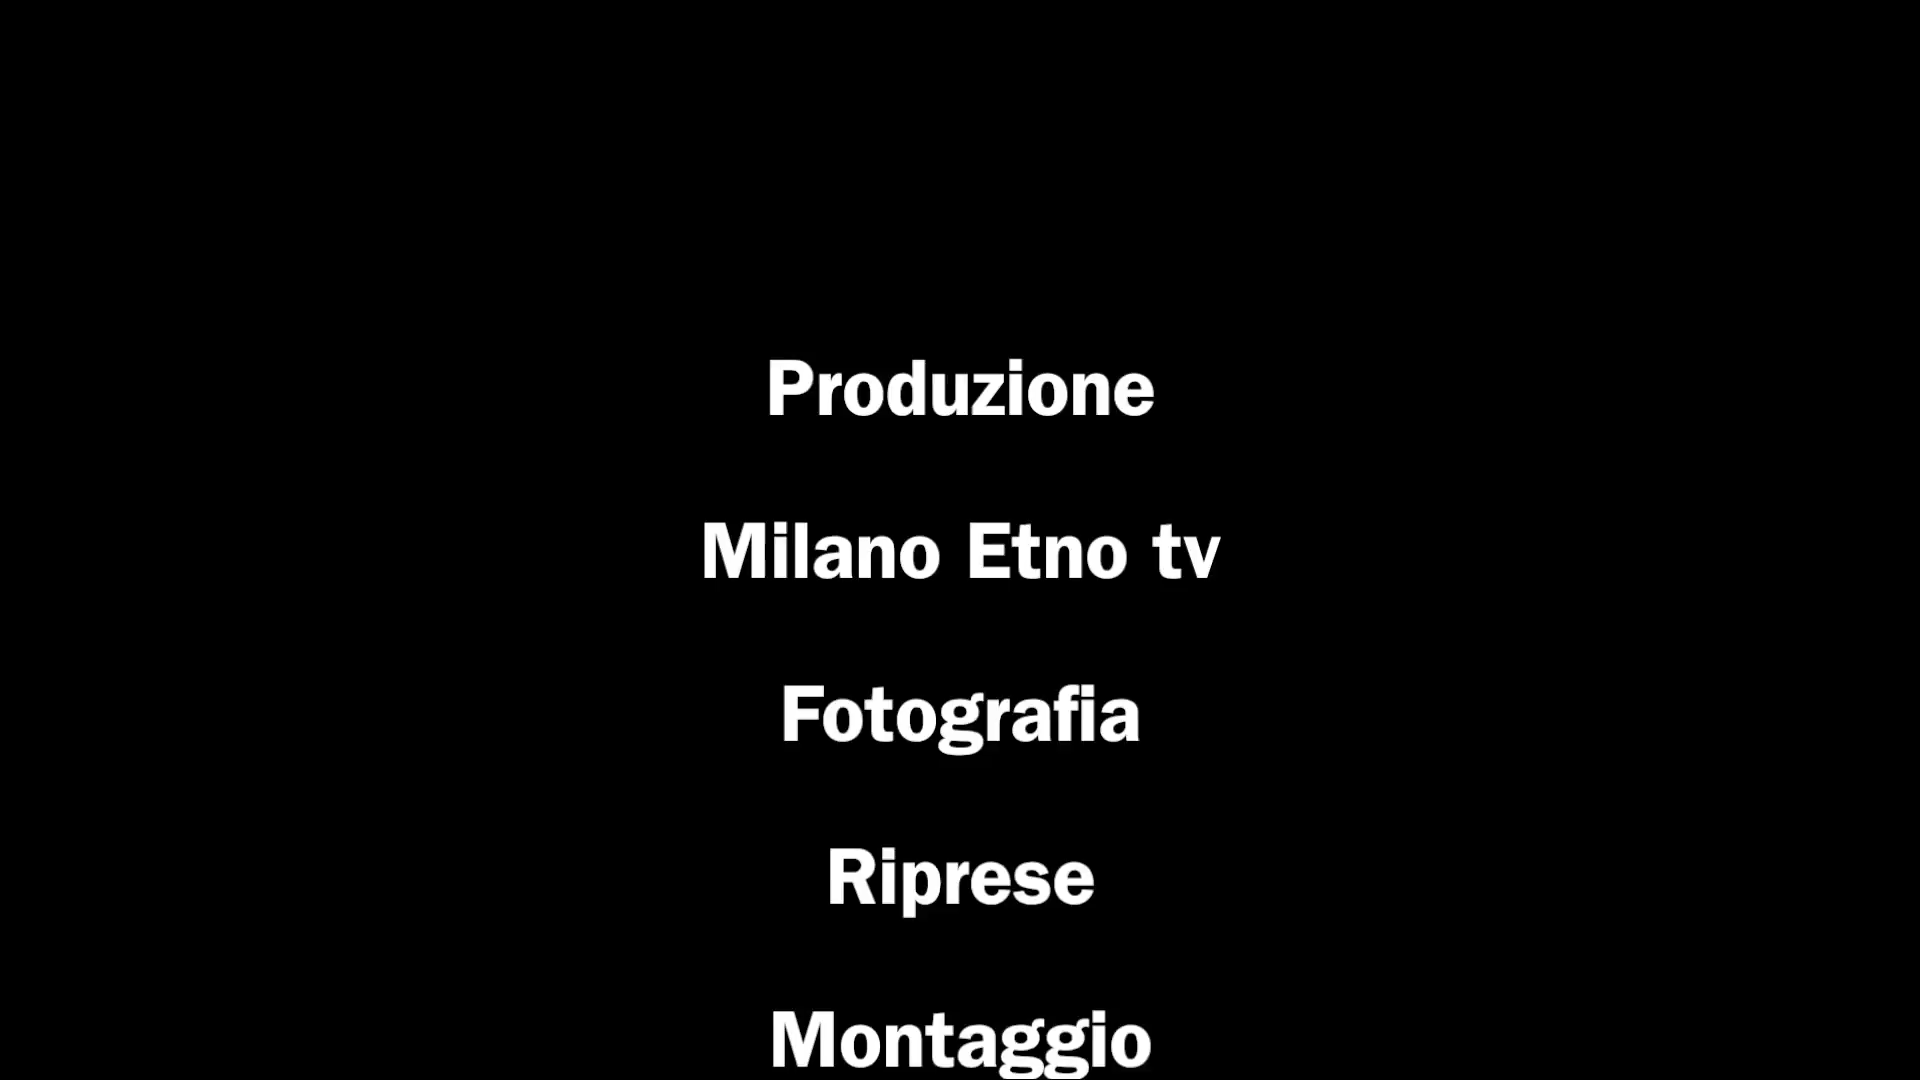 Produzione
Milano Etno tv
Fotografia
Riprese
Montaggio